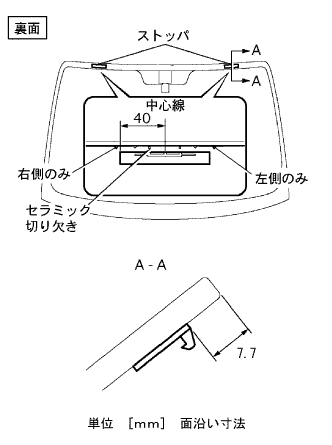 裏面
ストッパ
A
A
中心線
40
右側のみ
左側のみ
セラミック
切り欠き
A - A
7.7
単位 [mm] 面沿い寸法